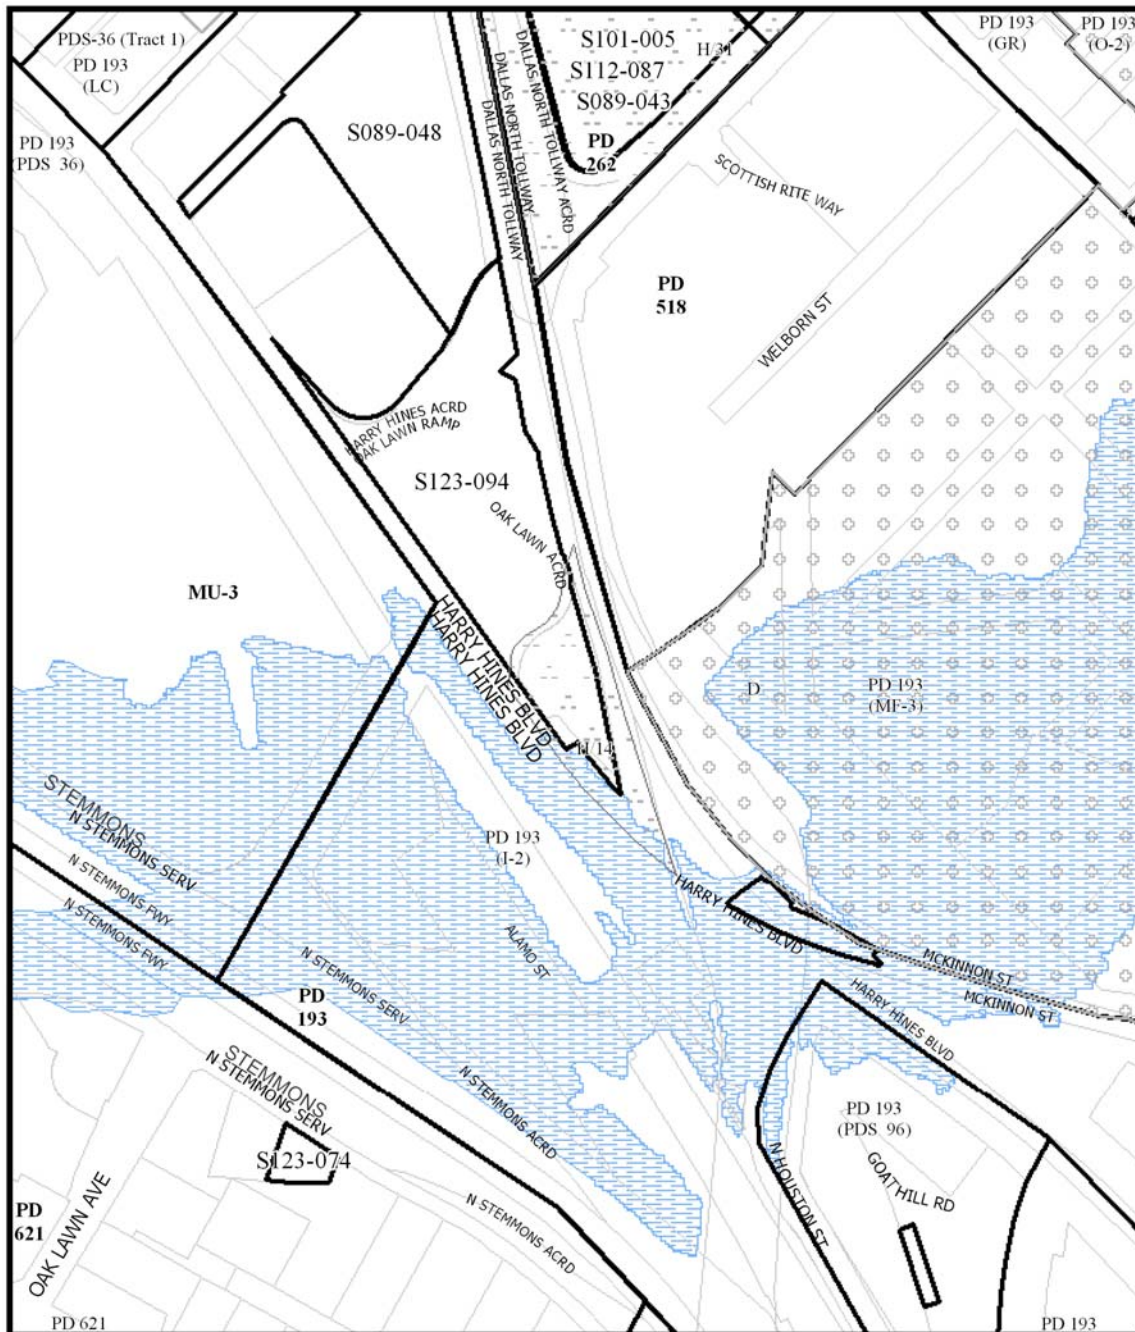 PDS-36 (Tract 1)
PD 193
(LC)
S101-005
H/31
S112-087
S089-043
PD
262
PD 193
(GR)
PD 193
(O-2)
PD 193
(PDS 36)
S089-048
DALLAS NORTH TOLLWAY
DALLAS NORTH TOLLWAY
DALLAS NORTH TOLLWAY ACRD
SCOTTISH RITE WAY
PD
518
WELBORN ST
HARRY HINES ACRD
OAK LAWN RAMP
S123-094
OAK LAWN ACRD
MU-3
HARRY HINES BLVD
HARRY HINES BLVD
H/14
D
PD 193
(MF-3)
STEMMONS
N STEMMONS SERV
N STEMMONS FWY
N STEMMONS FWY
PD 193
(I-2)
HARRY HINES BLVD
ALAMO ST
MCKINNON ST
MCKINNON ST
HARRY HINES BLVD
N STEMMONS SERV
PD
193
STEMMONS
N STEMMONS SERV
N STEMMONS ACRD
S123-074
PD 193
(PDS 96)
GOAT HILL RD
N HOUSTON ST
N STEMMONS ACRD
PD
621
OAK LAWN AVE
PD 621
PD 193